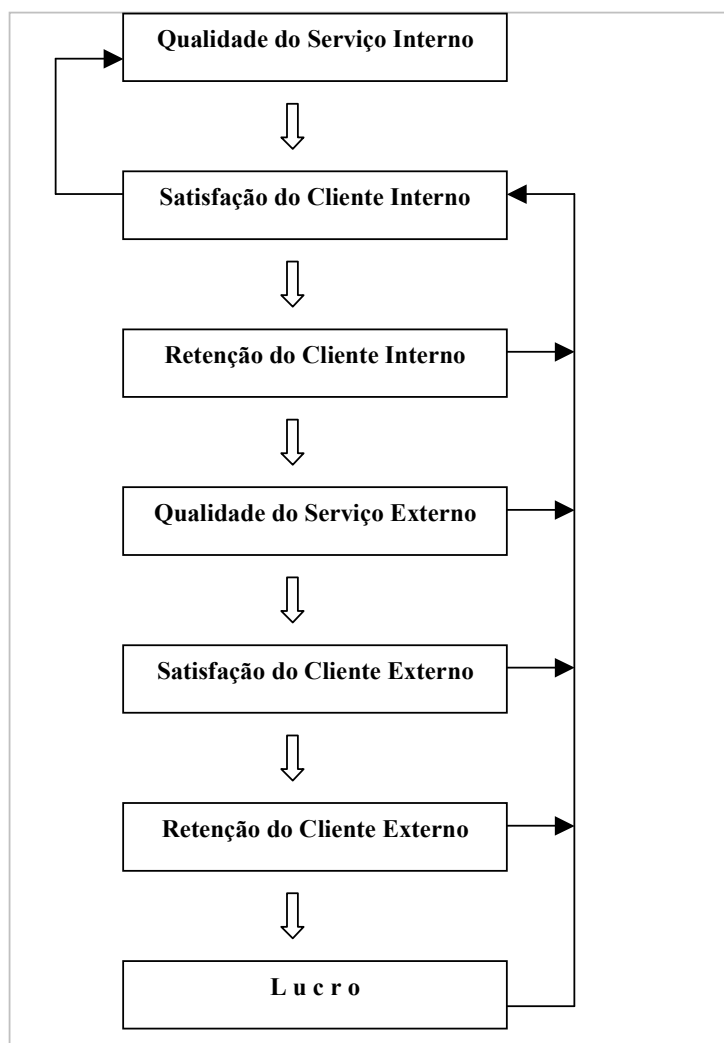 Qualidade do Serviço Interno
Satisfação do Cliente Interno
Retenção do Cliente Interno
Qualidade do Serviço Externo
Satisfação do Cliente Externo
Retenção do Cliente Externo
L u c r o